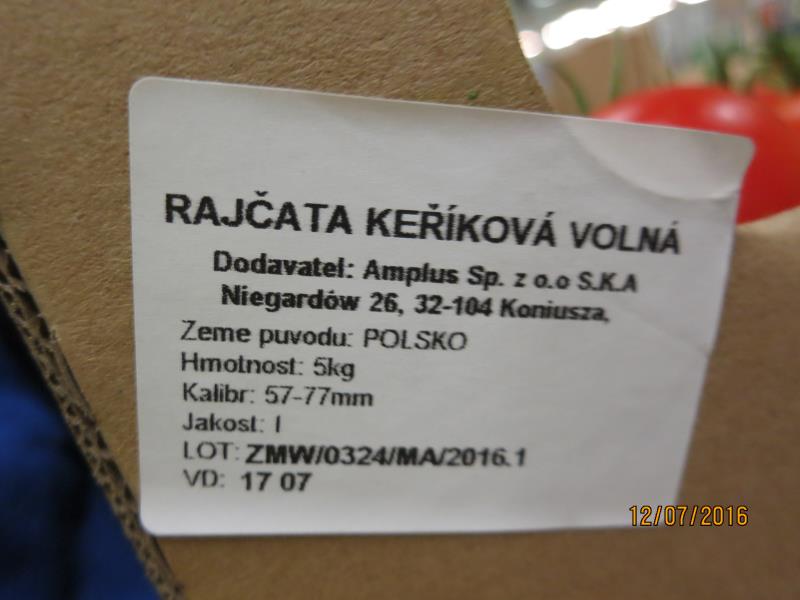 RAJČATA KEŘÍKOVÁ VOLNÁ
Dodavatel: Amplus Sp. z o.o S.K.A
Niegardów 26, 32-104 Koniusza,
Zeme puvodu: POLSKO
Hmotnost: 5kg
Kalibr: 57-77mm
Jakost: I
LOT: ZMW/0324/MA/2016.1
VD: 17 07
12/07/2016